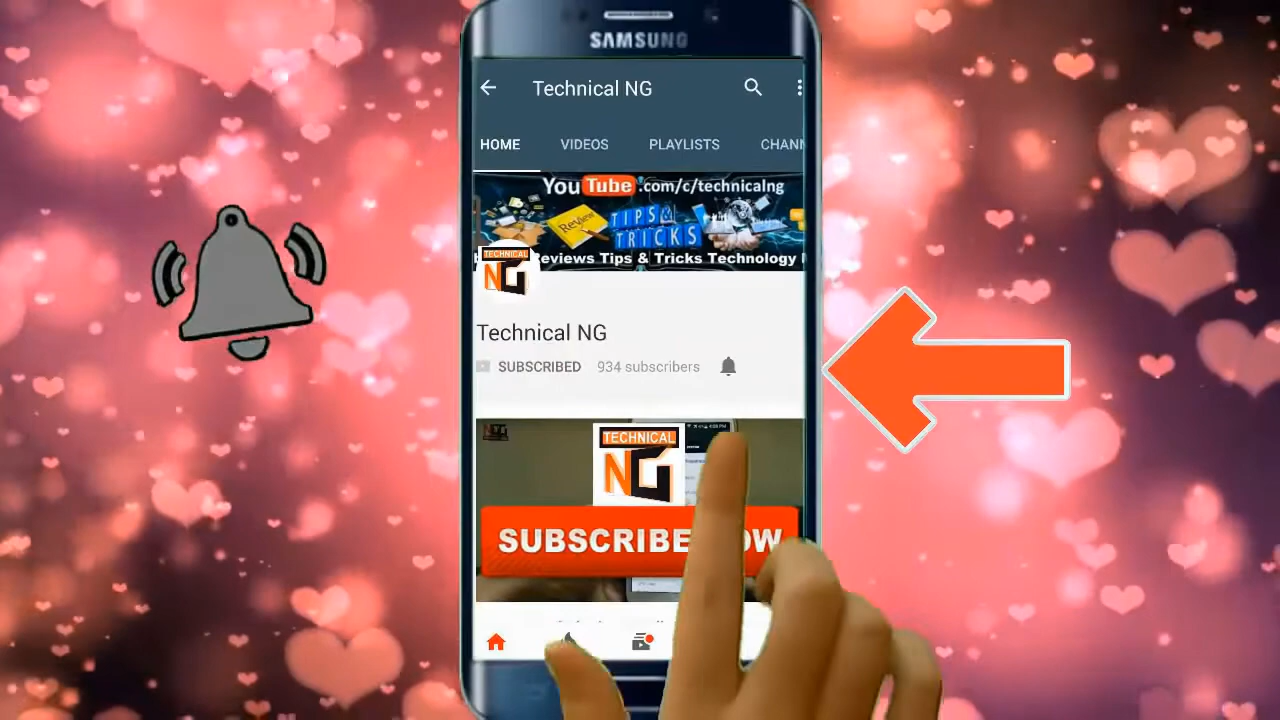 SAMSUNG
Technical NG
HOME VIDEOS PLAYLISTS CHANN
YouTube.com/c/technicalng
Review
TIPS&
TRICKS
eviews Tips & Tricks Technology
TECHNICAL
NG
Technical NG
SUBSCRIBED 934 subscribers
TECHNICAL
NG
SUBSCRIBE OW